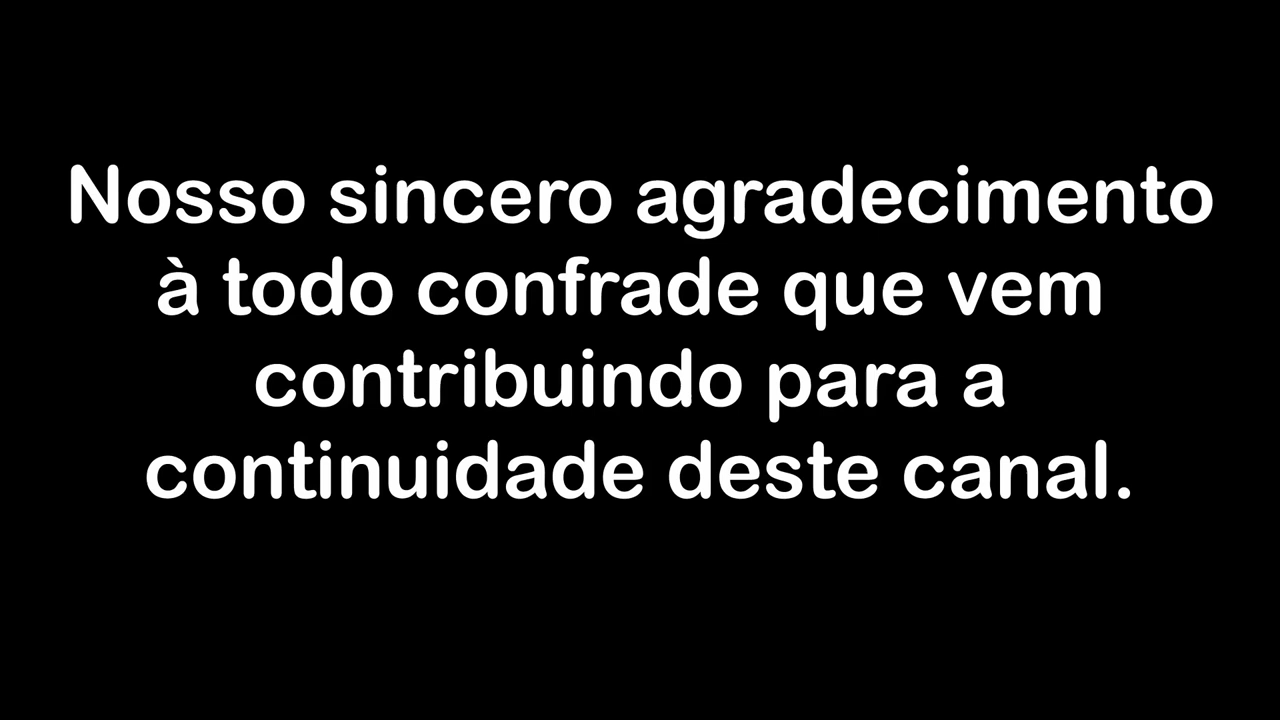 Nosso sincero agradecimento
à todo confrade que vem
contribuindo para a
continuidade deste canal.